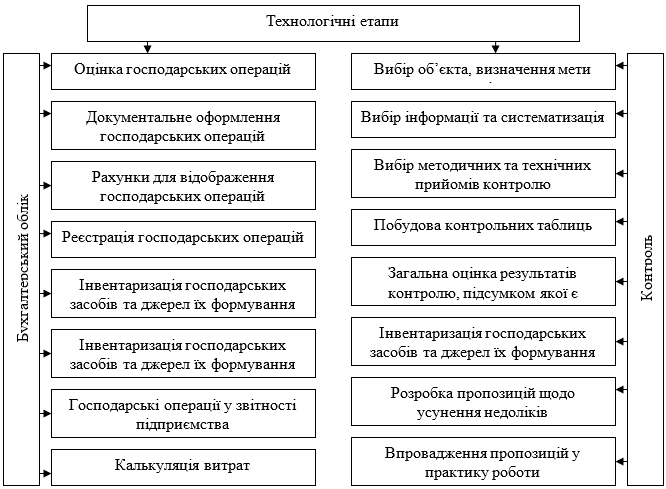 Технологічні етапи
Бухгалтерський облік
Оцінка господарських операцій
Документальне оформлення
господарських операцій
Рахунки для відображення
господарських операцій
Реєстрація господарських операцій
Інвентаризація господарських
засобів та джерел їх формування
Інвентаризація господарських
засобів та джерел їх формування
Господарські операції у звітності
підприємства
Калькуляція витрат
Вибір об’єкта, визначення мети
Вибір інформації та систематизація
Вибір методичних та технічних
прийомів контролю
Побудова контрольних таблиць
Загальна оцінка результатів
контролю, підсумком якої є
Інвентаризація господарських
засобів та джерел їх формування
Розробка пропозицій щодо
усунення недоліків
Впровадження пропозицій у
практику роботи
Контроль